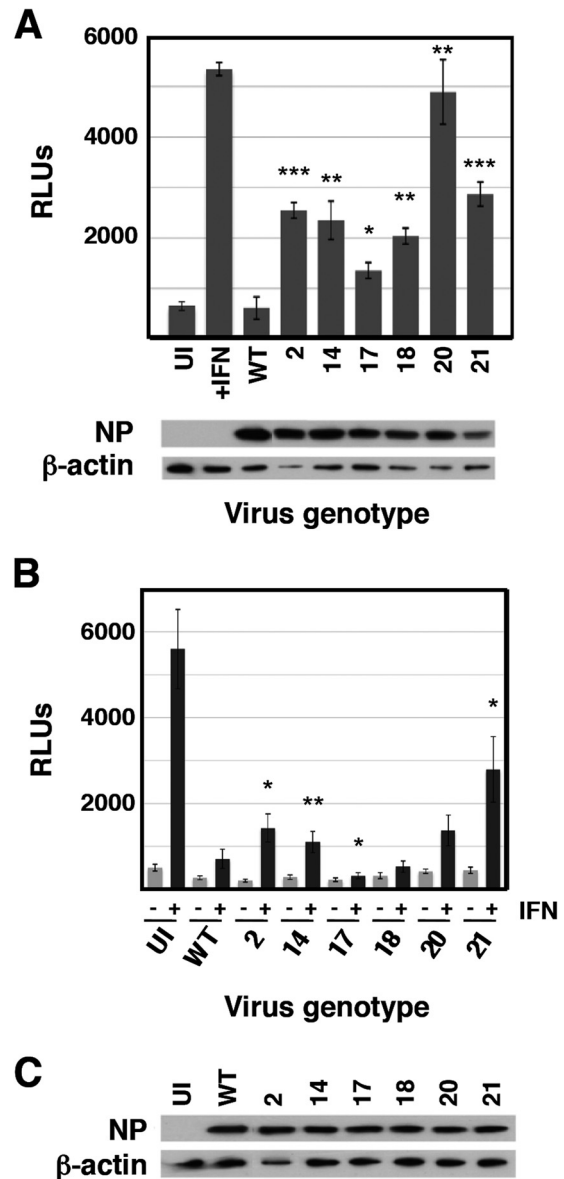 A
6000
4000
2000
RLUs
*** ** * ** ** ***
UI +IFN WT 2 14 17 18 20 21
NP
β-actin
Virus genotype
B
6000
4000
2000
RLUs
* ** * *
- + - + - + - + - + - + - + - + IFN
UI WT 2 14 17 18 20 21
Virus genotype
C
UI WT 2 14 17 18 20 21
NP
β-actin